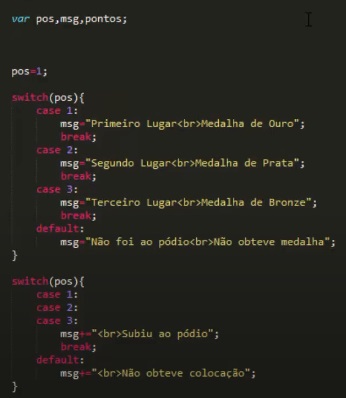 var pos,msg,pontos;
pos=1;
switch(pos){
case 1:
msg="Primeiro Lugar<br>Medalha de Ouro";
break;
case 2:
msg="Segundo Lugar<br>Medalha de Prata";
break;
case 3:
msg="Terceiro Lugar<br>Medalha de Bronze";
break;
default:
msg="Não foi ao pódio<br>Não obteve medalha";
}
switch(pos){
case 1:
case 2:
case 3:
msg+="<br>Subiu ao pódio";
break;
default:
msg+="<br>Não obteve colocação";
}